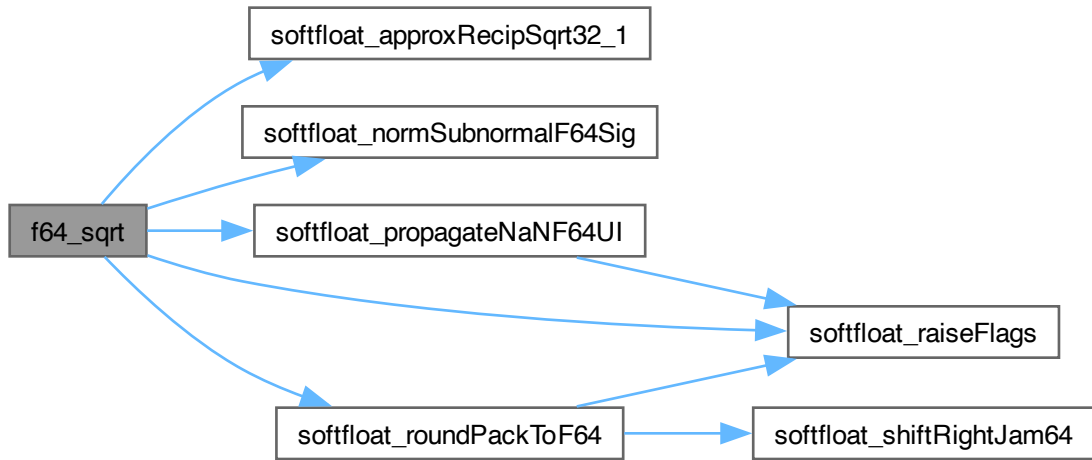 softfloat_approxRecipSqrt32_1
softfloat_normSubnormalF64Sig
f64_sqrt
softfloat_propagateNaNF64UI
softfloat_raiseFlags
softfloat_roundPackToF64
softfloat_shiftRightJam64